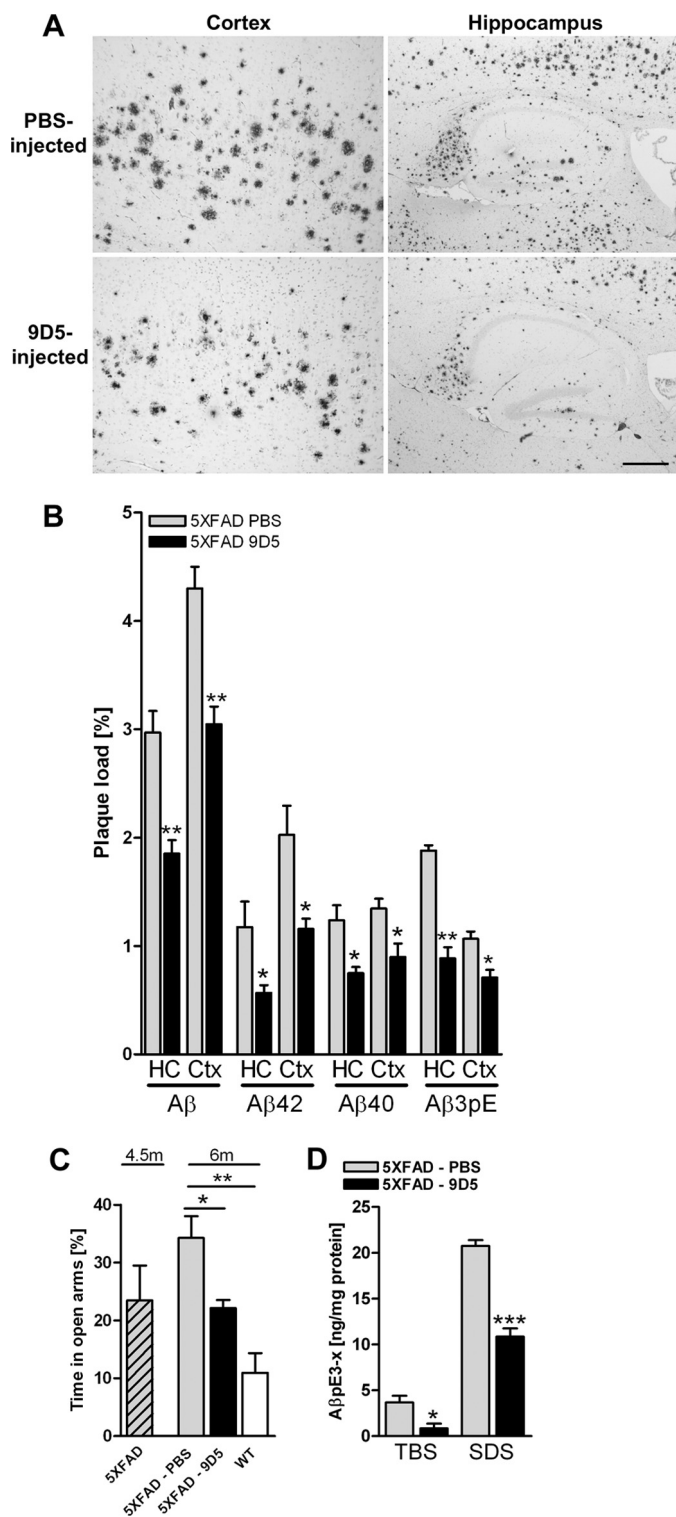 A
Cortex Hippocampus
PBS-
injected
9D5-
injected
B
5XFAD PBS
5XFAD 9D5
Plaque load [%]
5
4
3
2
1
0
** ** * * * * ** *
HC Ctx HC Ctx HC Ctx HC Ctx
Aβ Aβ42 Aβ40 Aβ3pE
C
4.5m 6m
**
*
Time in open arms [%]
40
30
20
10
0
5XFAD
5XFAD - PBS
5XFAD - 9D5
WT
D
5XFAD - PBS
5XFAD - 9D5
AβpE3-x [ng/mg protein]
25
20
15
10
5
0
* ***
TBS SDS